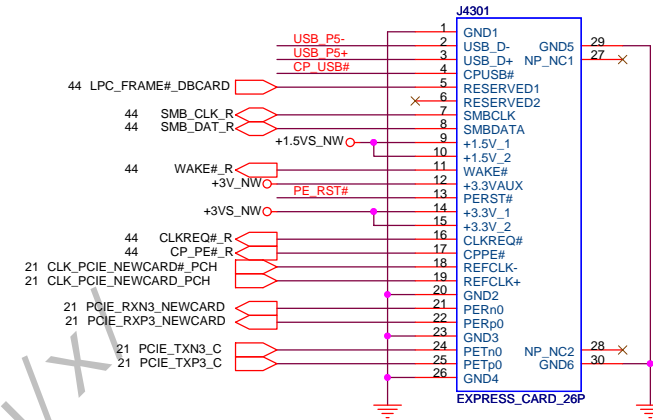 J4301
1 GND1
USB_P5- 2 USB_D- GND5 29
USB_P5+ 3 USB_D+ NP_NC1 27
CP_USB# 4 CPUSB#
44 LPC_FRAME#_DBCARD 5 RESERVED1
6 RESERVED2
44 SMB_CLK_R 7 SMBCLK
44 SMB_DAT_R 8 SMBDATA
+1.5VS_NW 9 +1.5V_1
10 +1.5V_2
44 WAKE#_R 11 WAKE#
+3V_NW 12 +3.3VAUX
PE_RST# 13 PERST#
+3VS_NW 14 +3.3V_1
15 +3.3V_2
44 CLKREQ#_R 16 CLKREQ#
44 CP_PE#_R 17 CPPE#
21 CLK_PCIE_NEWCARD#_PCH 18 REFCLK-
21 CLK_PCIE_NEWCARD_PCH 19 REFCLK+
20 GND2
21 PCIE_RXN3_NEWCARD 21 PERn0
21 PCIE_RXP3_NEWCARD 22 PERp0
23 GND3
21 PCIE_TXN3_C 24 PETn0 NP_NC2 28
21 PCIE_TXP3_C 25 PETp0 GND6 30
26 GND4
EXPRESS_CARD_26P